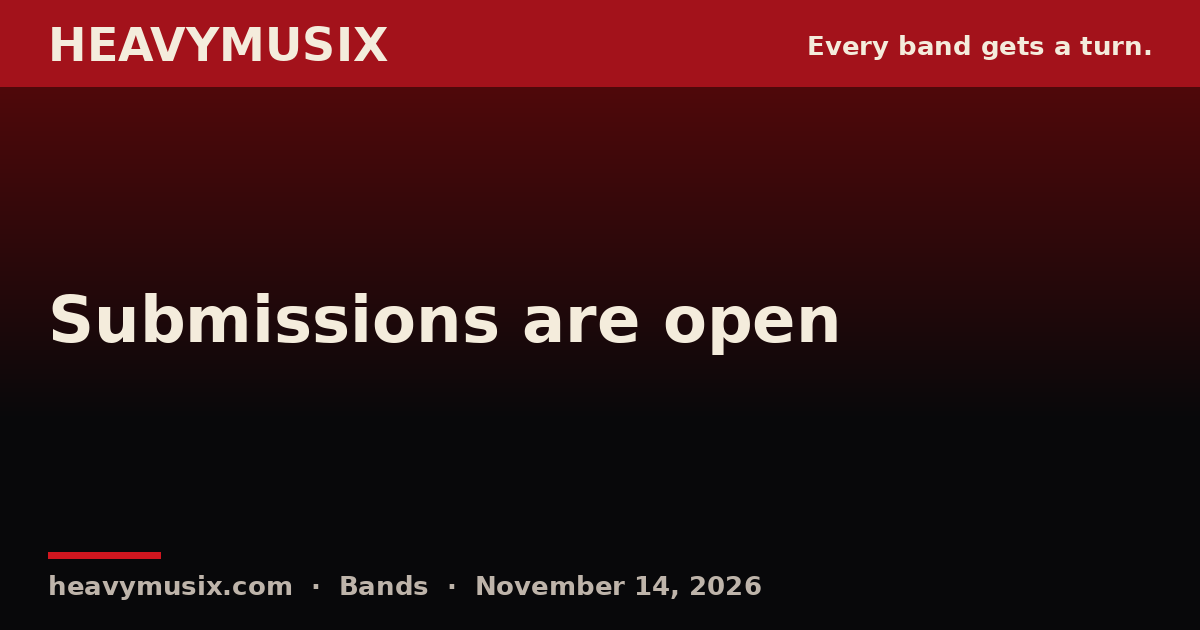 HEAVYMUSIX
Every band gets a turn.
Submissions are open
heavymusix.com · Bands · November 14, 2026